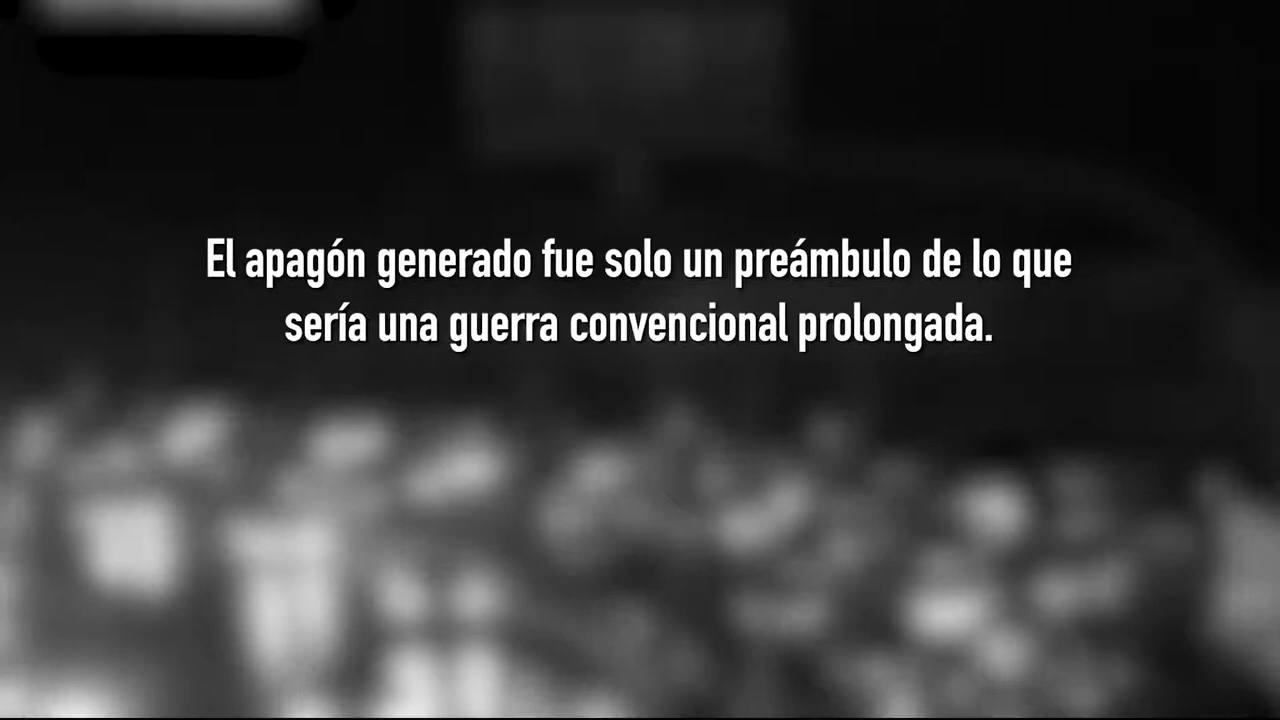 El apagón generado fue solo un preámbulo de lo que
sería una guerra convencional prolongada.